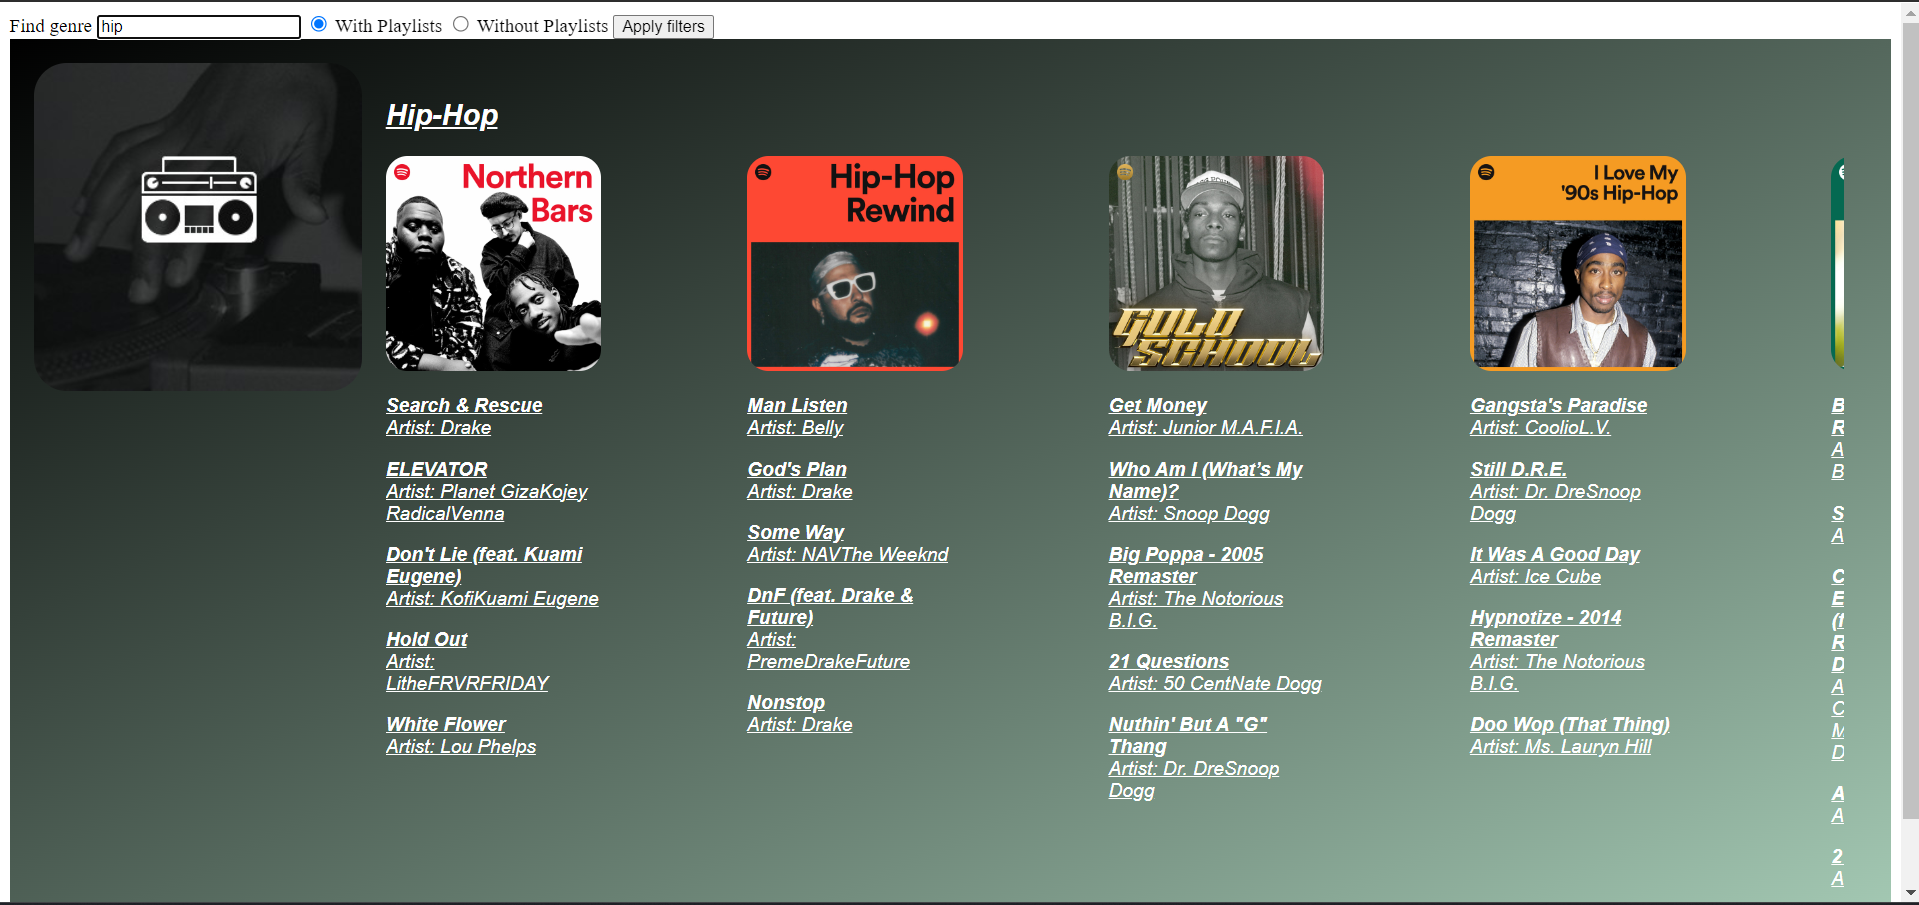 Find genre hip With Playlists Without Playlists Apply filters
Hip-Hop
Northern
Bars
Search & Rescue
Artist: Drake
ELEVATOR
Artist: Planet GizaKojey
RadicalVenna
Don't Lie (feat. Kuami
Eugene)
Artist: KofiKuami Eugene
Hold Out
Artist:
LitheFRVRFRIDAY
White Flower
Artist: Lou Phelps
Hip-Hop
Rewind
Man Listen
Artist: Belly
God's Plan
Artist: Drake
Some Way
Artist: NAVThe Weeknd
DnF (feat. Drake &
Future)
Artist:
PremeDrakeFuture
Nonstop
Artist: Drake
GOLD
SCHOOL
Get Money
Artist: Junior M.A.F.I.A.
Who Am I (What’s My
Name)?
Artist: Snoop Dogg
Big Poppa - 2005
Remaster
Artist: The Notorious
B.I.G.
21 Questions
Artist: 50 CentNate Dogg
Nuthin' But A "G"
Thang
Artist: Dr. DreSnoop
Dogg
I Love My
'90s Hip-Hop
Gangsta's Paradise
Artist: CoolioL.V.
Still D.R.E.
Artist: Dr. DreSnoop
Dogg
It Was A Good Day
Artist: Ice Cube
Hypnotize - 2014
Remaster
Artist: The Notorious
B.I.G.
Doo Wop (That Thing)
Artist: Ms. Lauryn Hill
B
R
A
B
S
A
C
E
(f
R
D
A
C
M
D
A
A
2
A